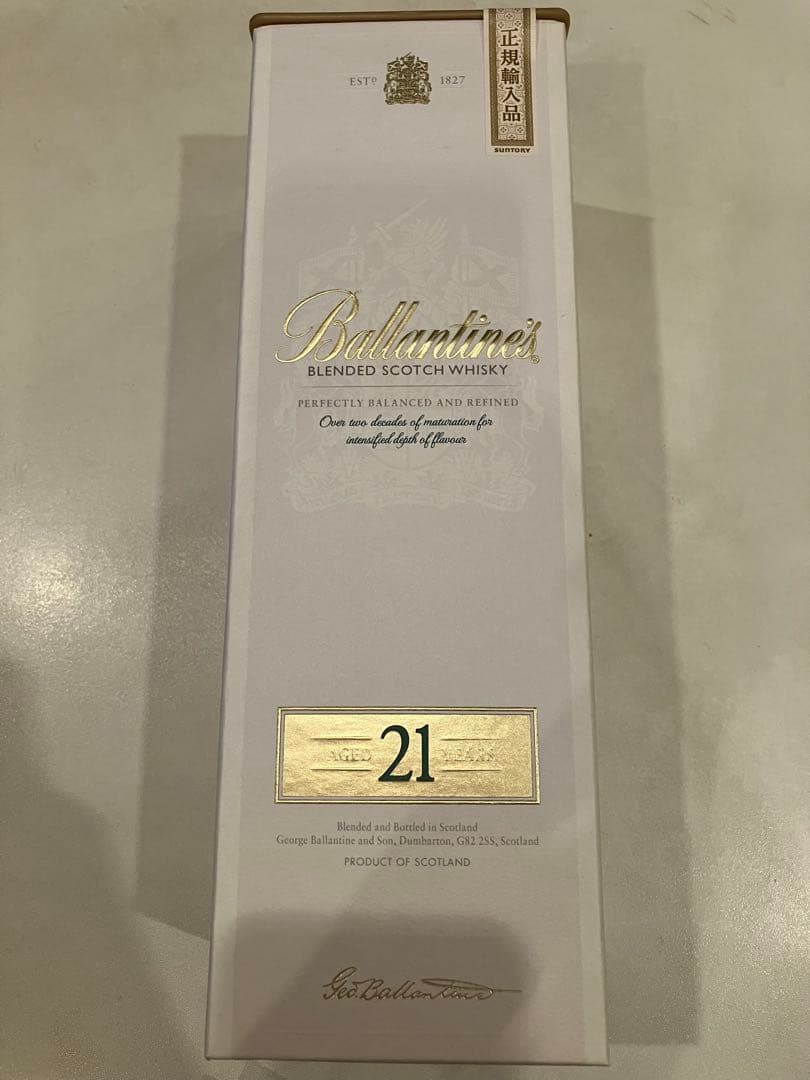 ESTD 1827
正規輸入品
SUNTORY
Ballantine's
BLENDED SCOTCH WHISKY
PERFECTLY BALANCED AND REFINED
Over two decades of maturation for
intensified depth of flavour
AGED 21 YEARS
Blended and Bottled in Scotland
George Ballantine and Son, Dumbarton, G82 2SS, Scotland
PRODUCT OF SCOTLAND
Geo. Ballantine